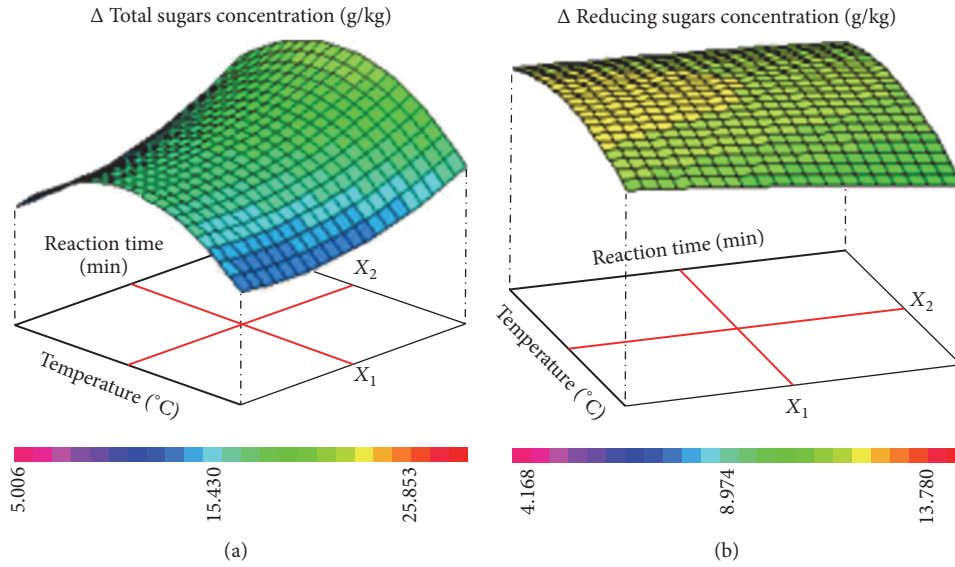 Δ Total sugars concentration (g/kg)
Reaction time
(min)
X2
Temperature (°C)
X1
5.006
15.430
25.853
(a)
Δ Reducing sugars concentration (g/kg)
Reaction time (min)
X2
Temperature (°C)
X1
4.168
8.974
13.780
(b)